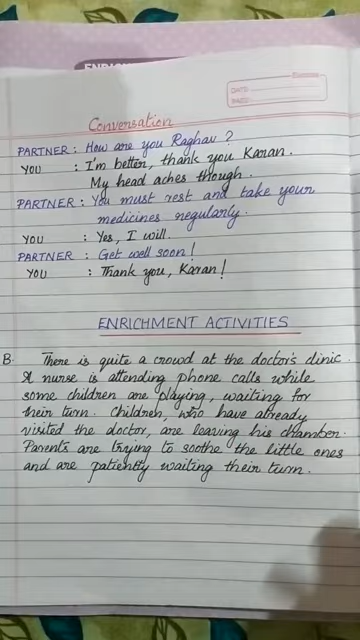 DATE
PAGE
Conversation
PARTNER : How are you Raghav ?
YOU : I'm better, thank you Karan.
My head aches though.
PARTNER : You must rest and take your
medicines regularly.
YOU : Yes, I will.
PARTNER : Get well soon!
YOU : Thank you, Karan!
ENRICHMENT ACTIVITIES
B. There is quite a crowd at the doctor's clinic.
A nurse is attending phone calls while
some children are playing, waiting for
their turn. Children, who have already
visited the doctor, are leaving his chamber.
Parents are trying to soothe the little ones
and are patiently waiting their turn.